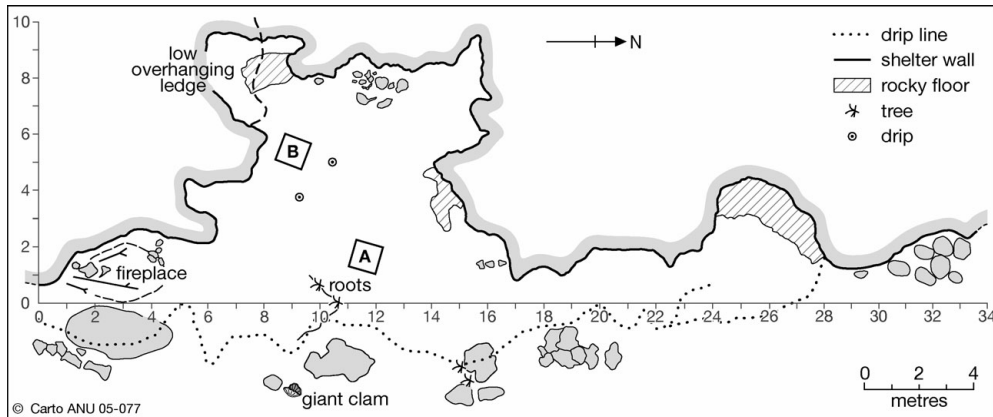 10
8
6
4
2
0
low
overhanging
ledge
B
A
fireplace
roots
giant clam
N
drip line
shelter wall
rocky floor
tree
drip
2 4 6 8 10 12 14 16 18 20 22 24 26 28 30 32 34
0 4
metres
© Carto ANU 05-077